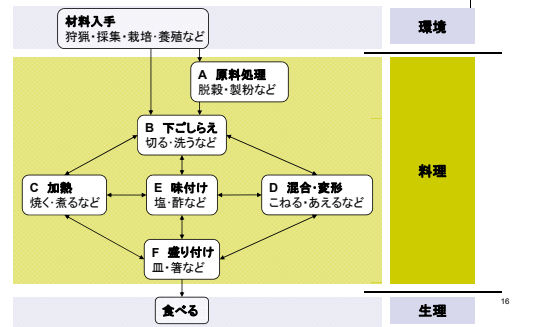 材料入手
狩猟・採集・栽培・養殖など
環境
A 原料処理
脱穀・製粉など
B 下ごしらえ
切る・洗うなど
料理
C 加熱
焼く・煮るなど
E 味付け
塩・酢など
D 混合・変形
こねる・あえるなど
F 盛り付け
皿・箸など
食べる
生理
16